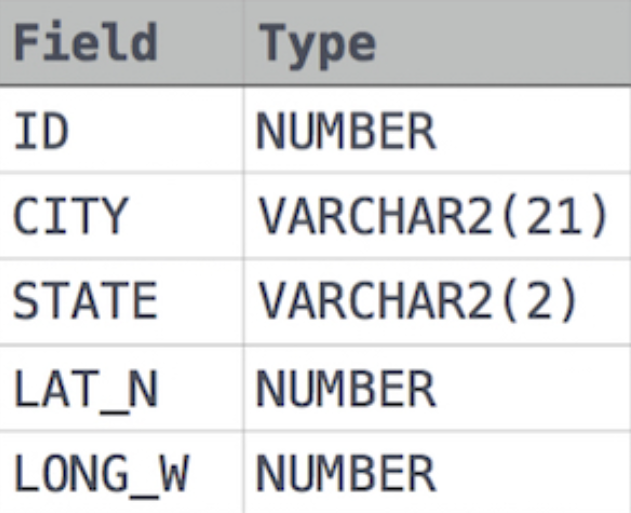 Field Type
ID NUMBER
CITY VARCHAR2(21)
STATE VARCHAR2(2)
LAT_N NUMBER
LONG_W NUMBER